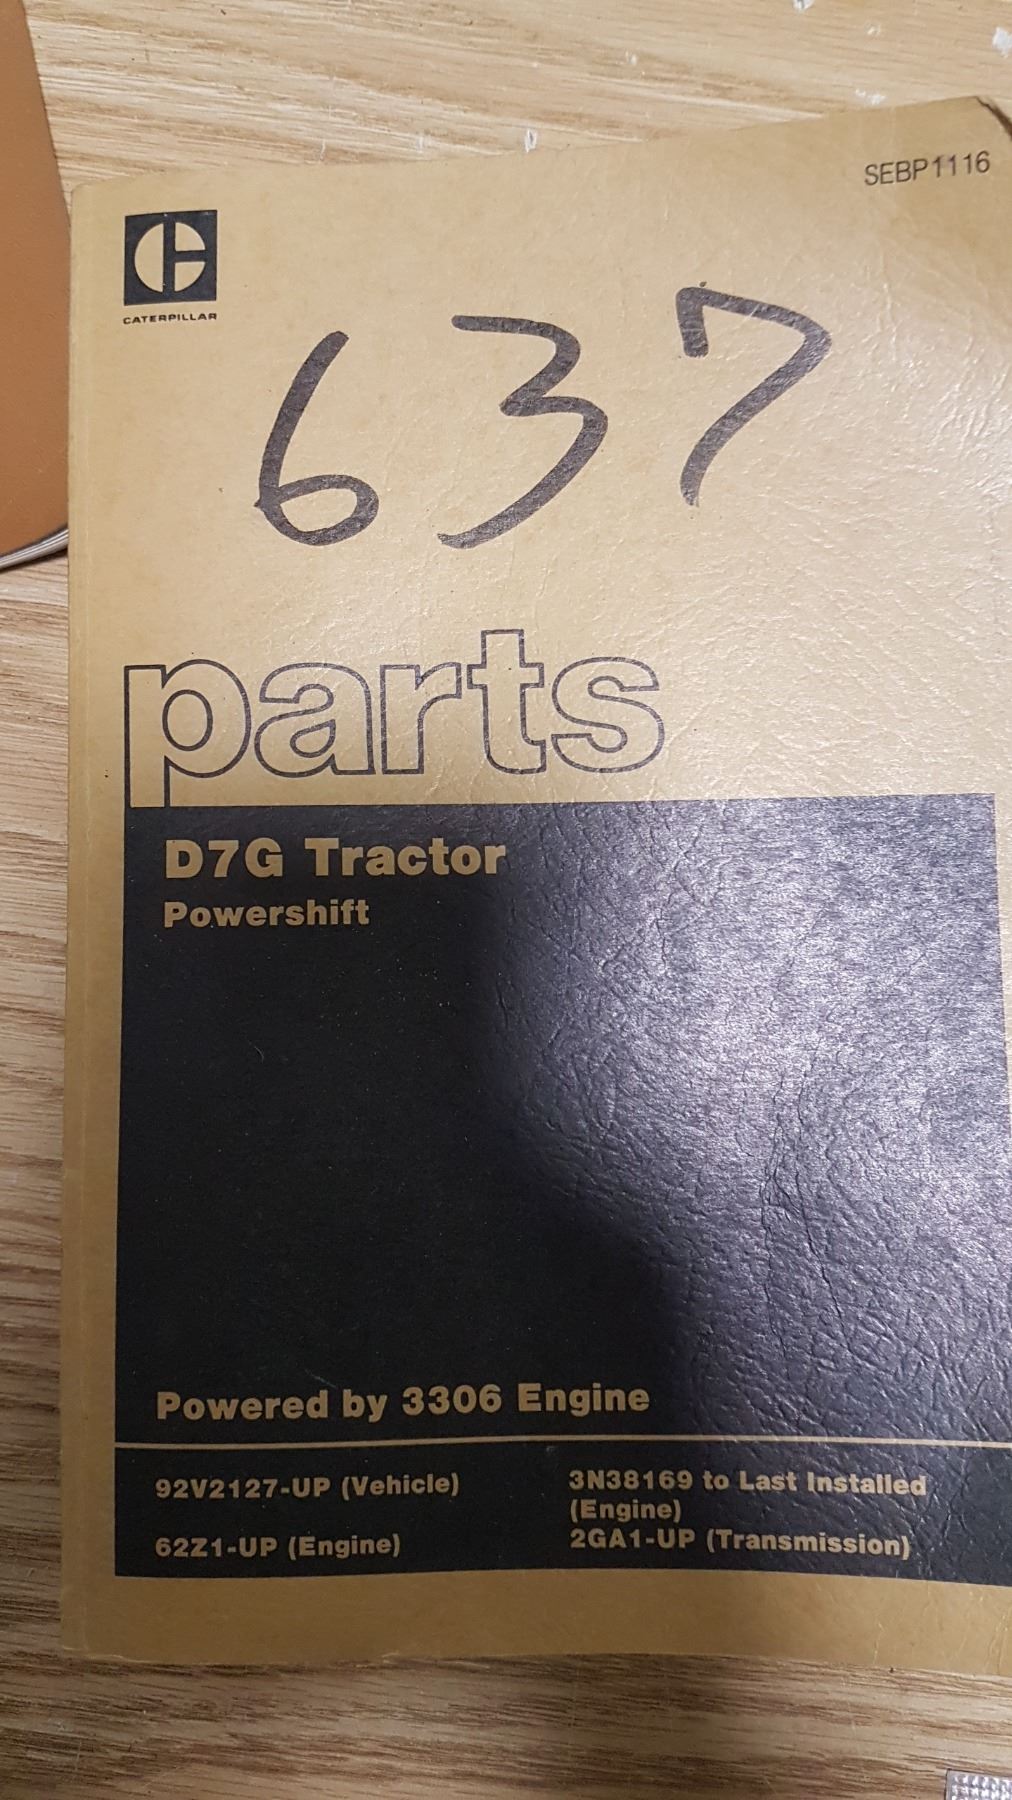 SEBP1116
CATERPILLAR
637
parts
D7G Tractor
Powershift
Powered by 3306 Engine
92V2127-UP (Vehicle)
62Z1-UP (Engine)
3N38169 to Last Installed
(Engine)
2GA1-UP (Transmission)